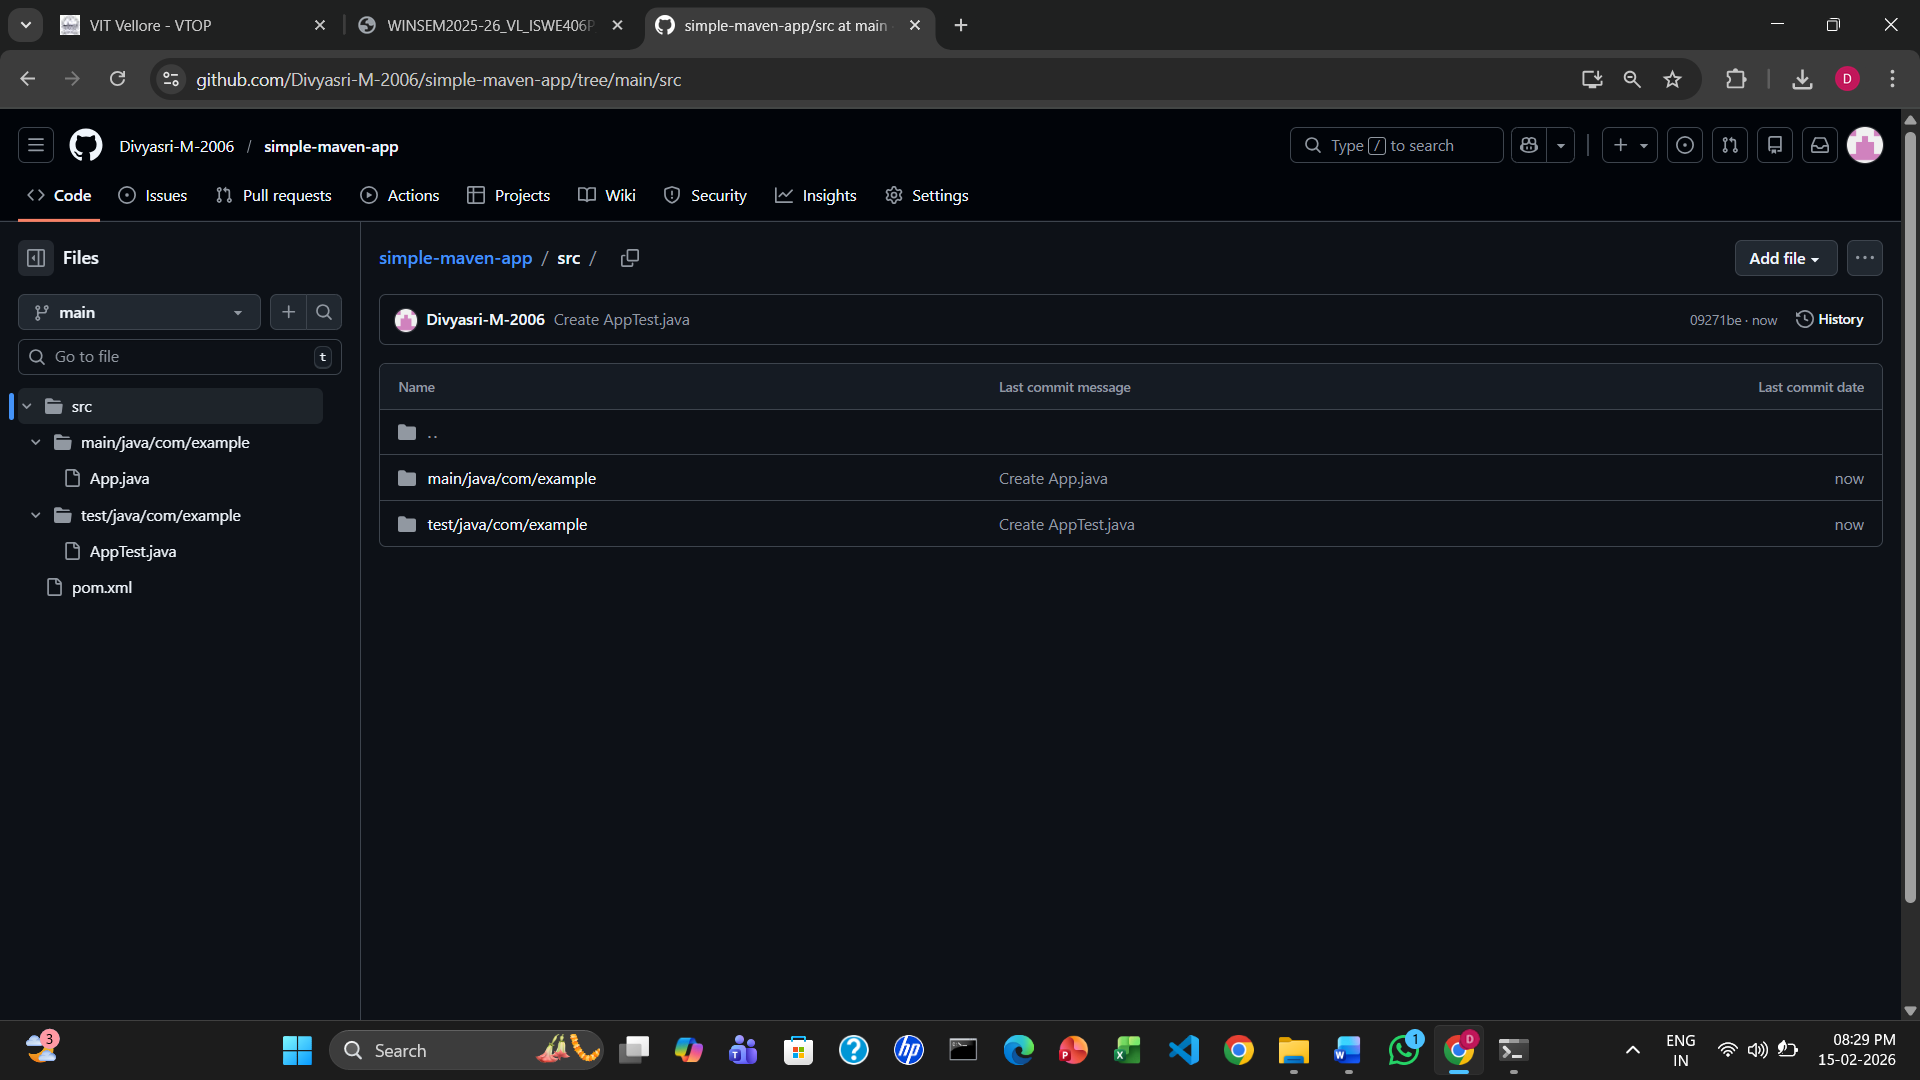 VIT Vellore - VTOP
WINSEM2025-26_VL_ISWE406P
simple-maven-app/src at main
github.com/Divyasri-M-2006/simple-maven-app/tree/main/src
D
Divyasri-M-2006 / simple-maven-app
Type / to search
Code
Issues
Pull requests
Actions
Projects
Wiki
Security
Insights
Settings
Files
main
Go to file
t
src
main/java/com/example
App.java
test/java/com/example
AppTest.java
pom.xml
simple-maven-app / src /
Add file
Divyasri-M-2006 Create AppTest.java
09271be · now
History
Name Last commit message Last commit date
..
main/java/com/example Create App.java now
test/java/com/example Create AppTest.java now
3
Search
T
?
hp
P
X
W
1
D
ENG
IN
08:29 PM
15-02-2026